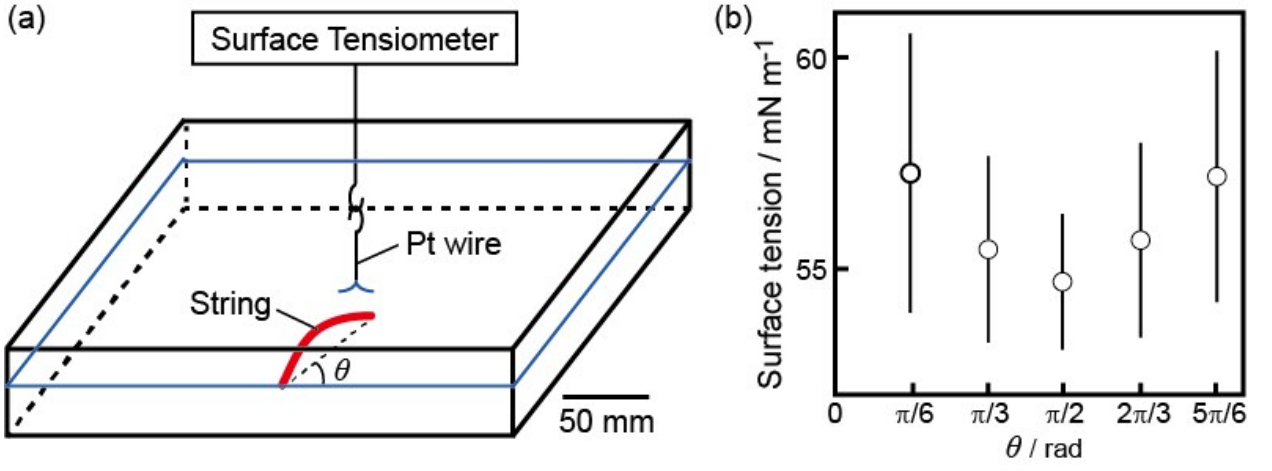 (a)
Surface Tensiometer
Pt wire
String
θ
50 mm
(b)
Surface tension / mN m⁻¹
60
55
0 π/6 π/3 π/2 2π/3 5π/6
θ / rad